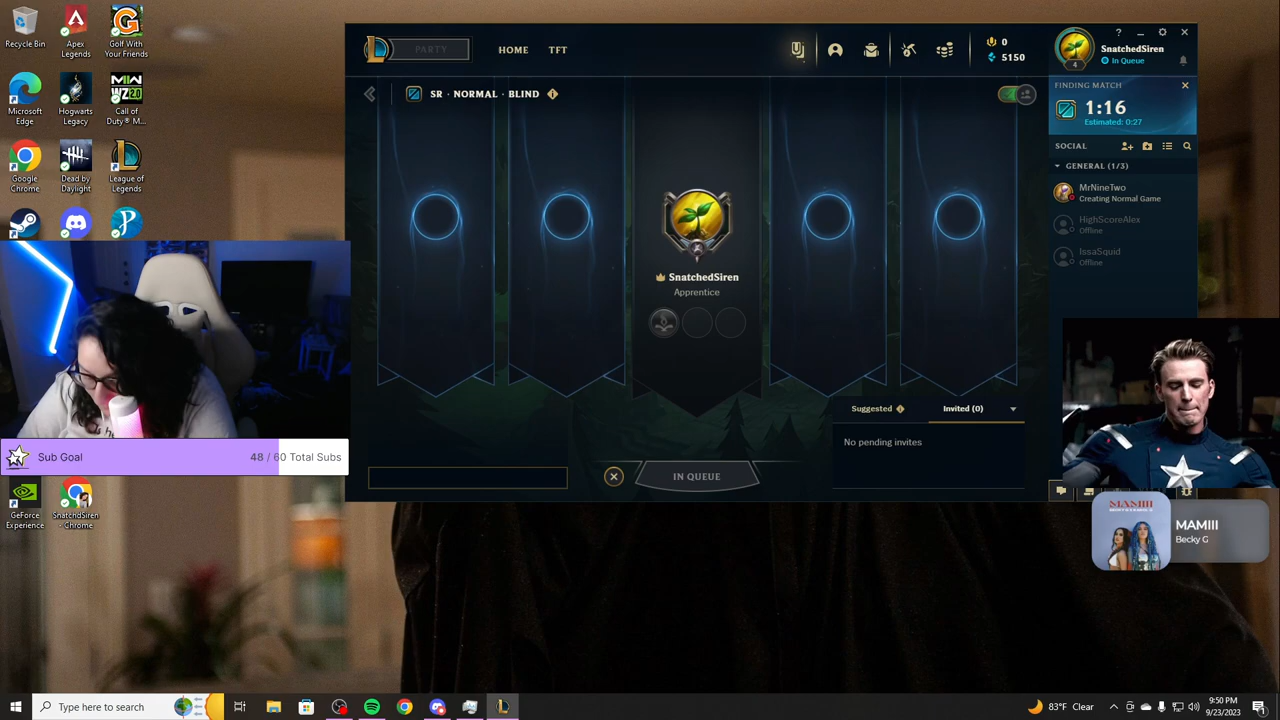 Recycle Bin
Apex
Legends
Golf With
Your Friends
Microsoft
Edge
Hogwarts
Legacy
Call of
Duty® M...
Google
Chrome
Dead by
Daylight
League of
Legends
Sub Goal
48 / 60 Total Subs
GeForce
Experience
SnatchdSiren
- Chrome
PARTY
HOME
TFT
0
5150
4
SnatchedSiren
In Queue
SR · NORMAL · BLIND
FINDING MATCH
1:16
Estimated: 0:27
SOCIAL
GENERAL (1/3)
MrNineTwo
Creating Normal Game
HighScoreAlex
Offline
IssaSquid
Offline
SnatchedSiren
Apprentice
Suggested
Invited (0)
No pending invites
IN QUEUE
MAMIII
MAMIII
Becky G
Type here to search
83°F Clear
9:50 PM
9/23/2023
1